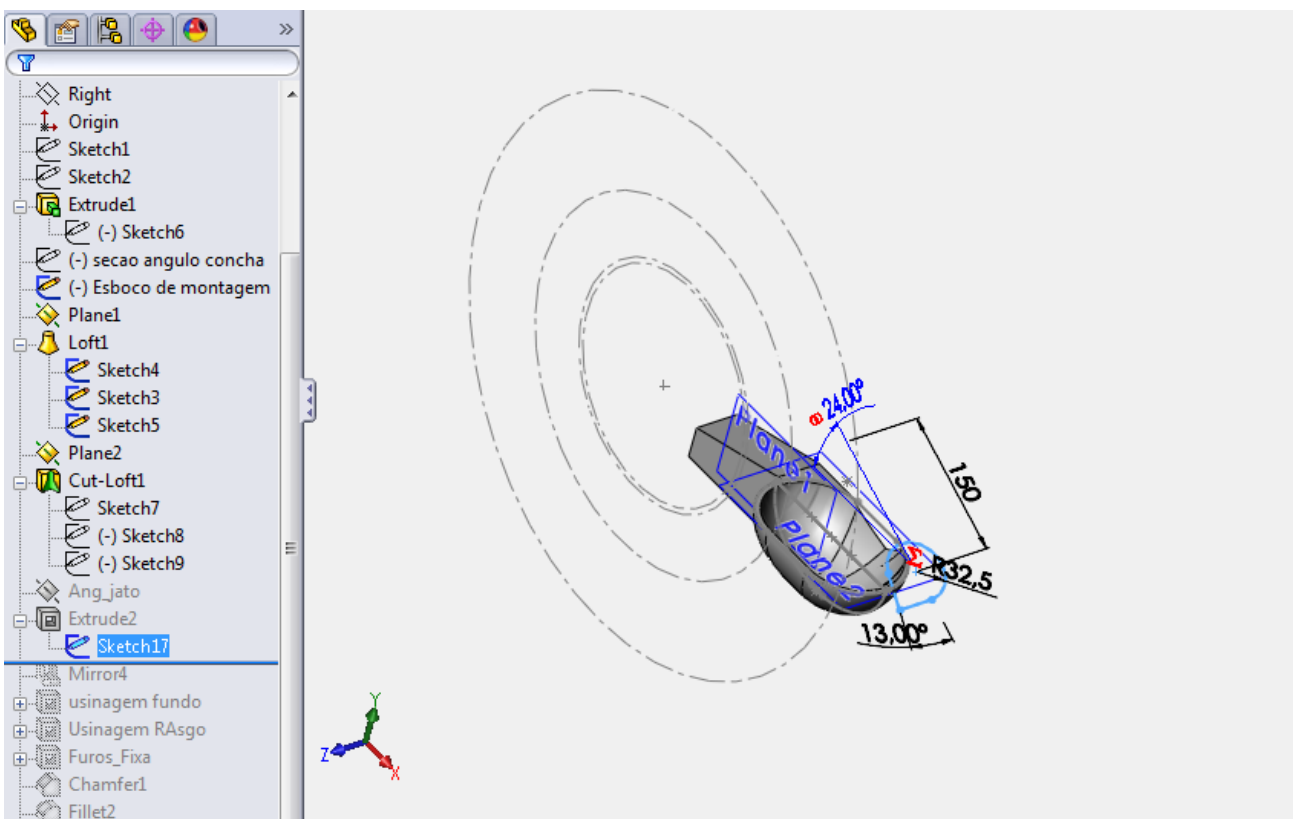 Right
Origin
Sketch1
Sketch2
Extrude1
(-) Sketch6
(-) secao angulo concha
(-) Esboco de montagem
Plane1
Loft1
Sketch4
Sketch3
Sketch5
Plane2
Cut-Loft1
Sketch7
(-) Sketch8
(-) Sketch9
Ang_jato
Extrude2
Sketch17
Mirror4
usinagem fundo
Usinagem RAsgo
Furos_Fixa
Chamfer1
Fillet2
24,00°
Plane1
150
Plane2
R32,5
13,00°
Y
Z
X